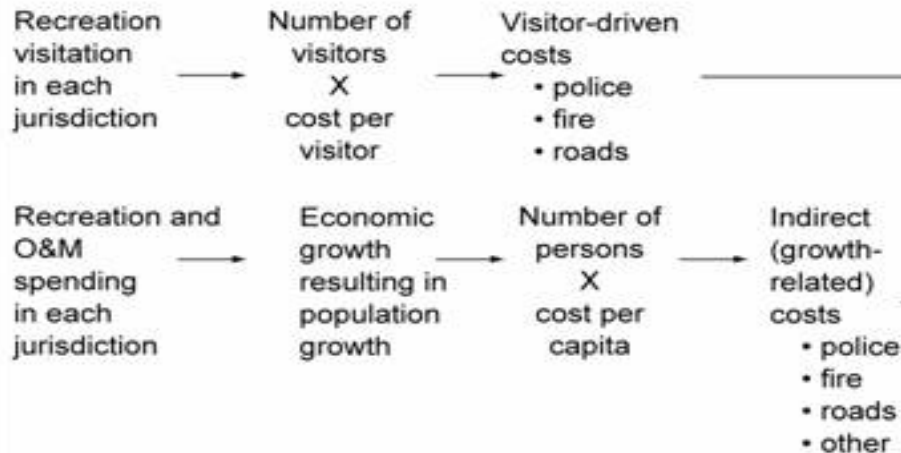 Recreation
visitation
in each
jurisdiction
Number of
visitors
X
cost per
visitor
Visitor-driven
costs
• police
• fire
• roads
Recreation and
O&M
spending
in each
jurisdiction
Economic
growth
resulting in
population
growth
Number of
persons
X
cost per
capita
Indirect
(growth-
related)
costs
• police
• fire
• roads
• other